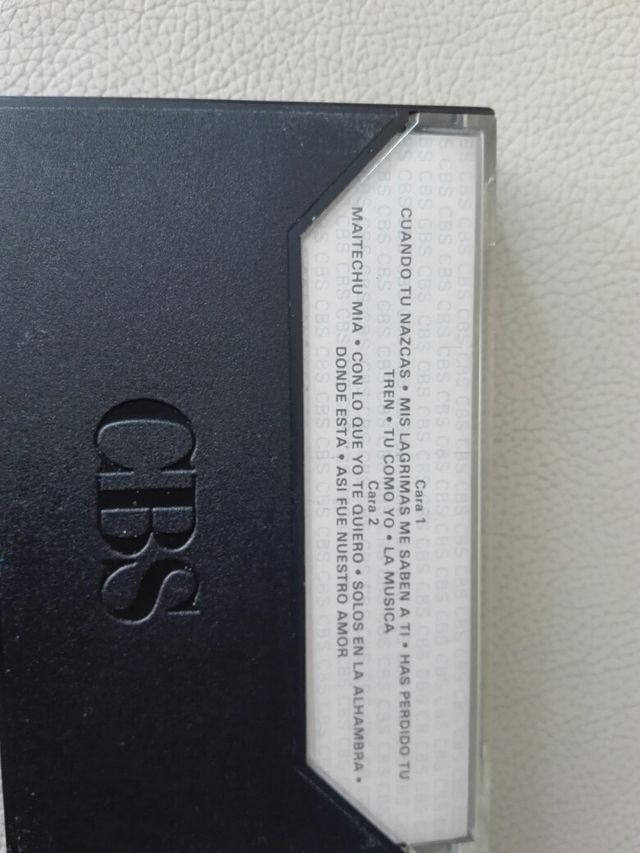 Cara 1
CUANDO TU NAZCAS • MIS LAGRIMAS ME SABEN A TI • HAS PERDIDO TU
TREN • TU COMO YO • LA MUSICA
Cara 2
MAITECHU MIA • CON LO QUE YO TE QUIERO • SOLOS EN LA ALHAMBRA •
DONDE ESTA • ASI FUE NUESTRO AMOR
CBS